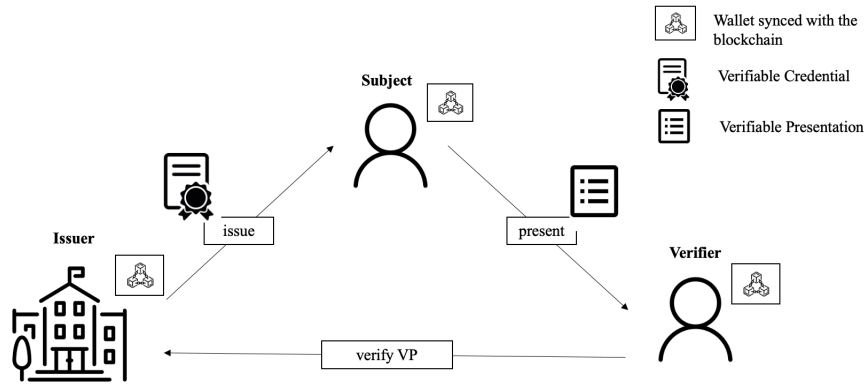 Wallet synced with the
blockchain
Verifiable Credential
Verifiable Presentation
Subject
issue
present
Issuer
Verifier
verify VP